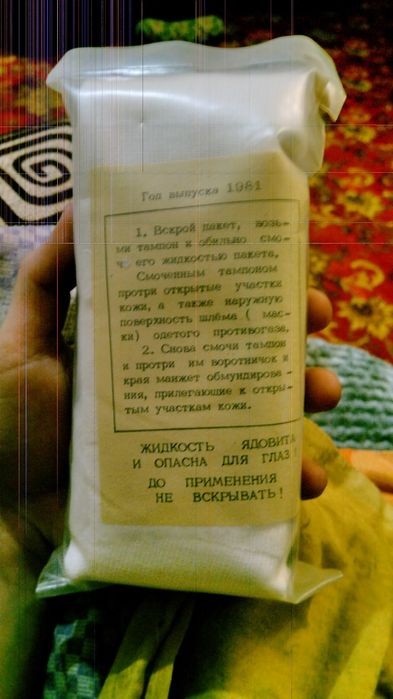 Год выпуска 1981
1. Вскрой пакет, возь-
ми тампон и обильно смо-
его жидкостью пакета.
Смоченным тампоном
протри открытые участки
кожи, а также наружную
поверхность шлёма ( мас-
ки) одетого противогаза.
2. Снова смочи тампон
и протри им воротничок и
края манжет обмундирова -
ния, прилегающие к откры-
тым участкам кожи.
ЖИДКОСТЬ ЯДОВИТА
И ОПАСНА ДЛЯ ГЛАЗ!
ДО ПРИМЕНЕНИЯ
НЕ ВСКРЫВАТЬ!